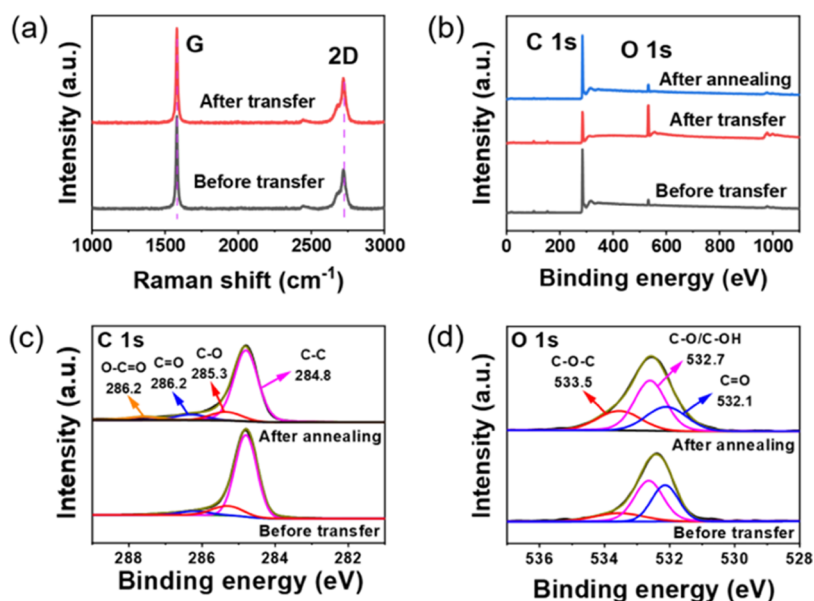 (a)
G
2D
After transfer
Before transfer
Intensity (a.u.)
1000 1500 2000 2500 3000
Raman shift (cm-1)
(b)
C 1s
O 1s
After annealing
After transfer
Before transfer
Intensity (a.u.)
0 200 400 600 800 1000
Binding energy (eV)
(c)
C 1s
O-C=O
286.2
C=O
286.2
C-O
285.3
C-C
284.8
After annealing
Before transfer
Intensity (a.u.)
288 286 284 282
Binding energy (eV)
(d)
O 1s
C-O-C
533.5
C-O/C-OH
532.7
C=O
532.1
After annealing
Before transfer
Intensity (a.u.)
536 534 532 530 528
Binding energy (eV)